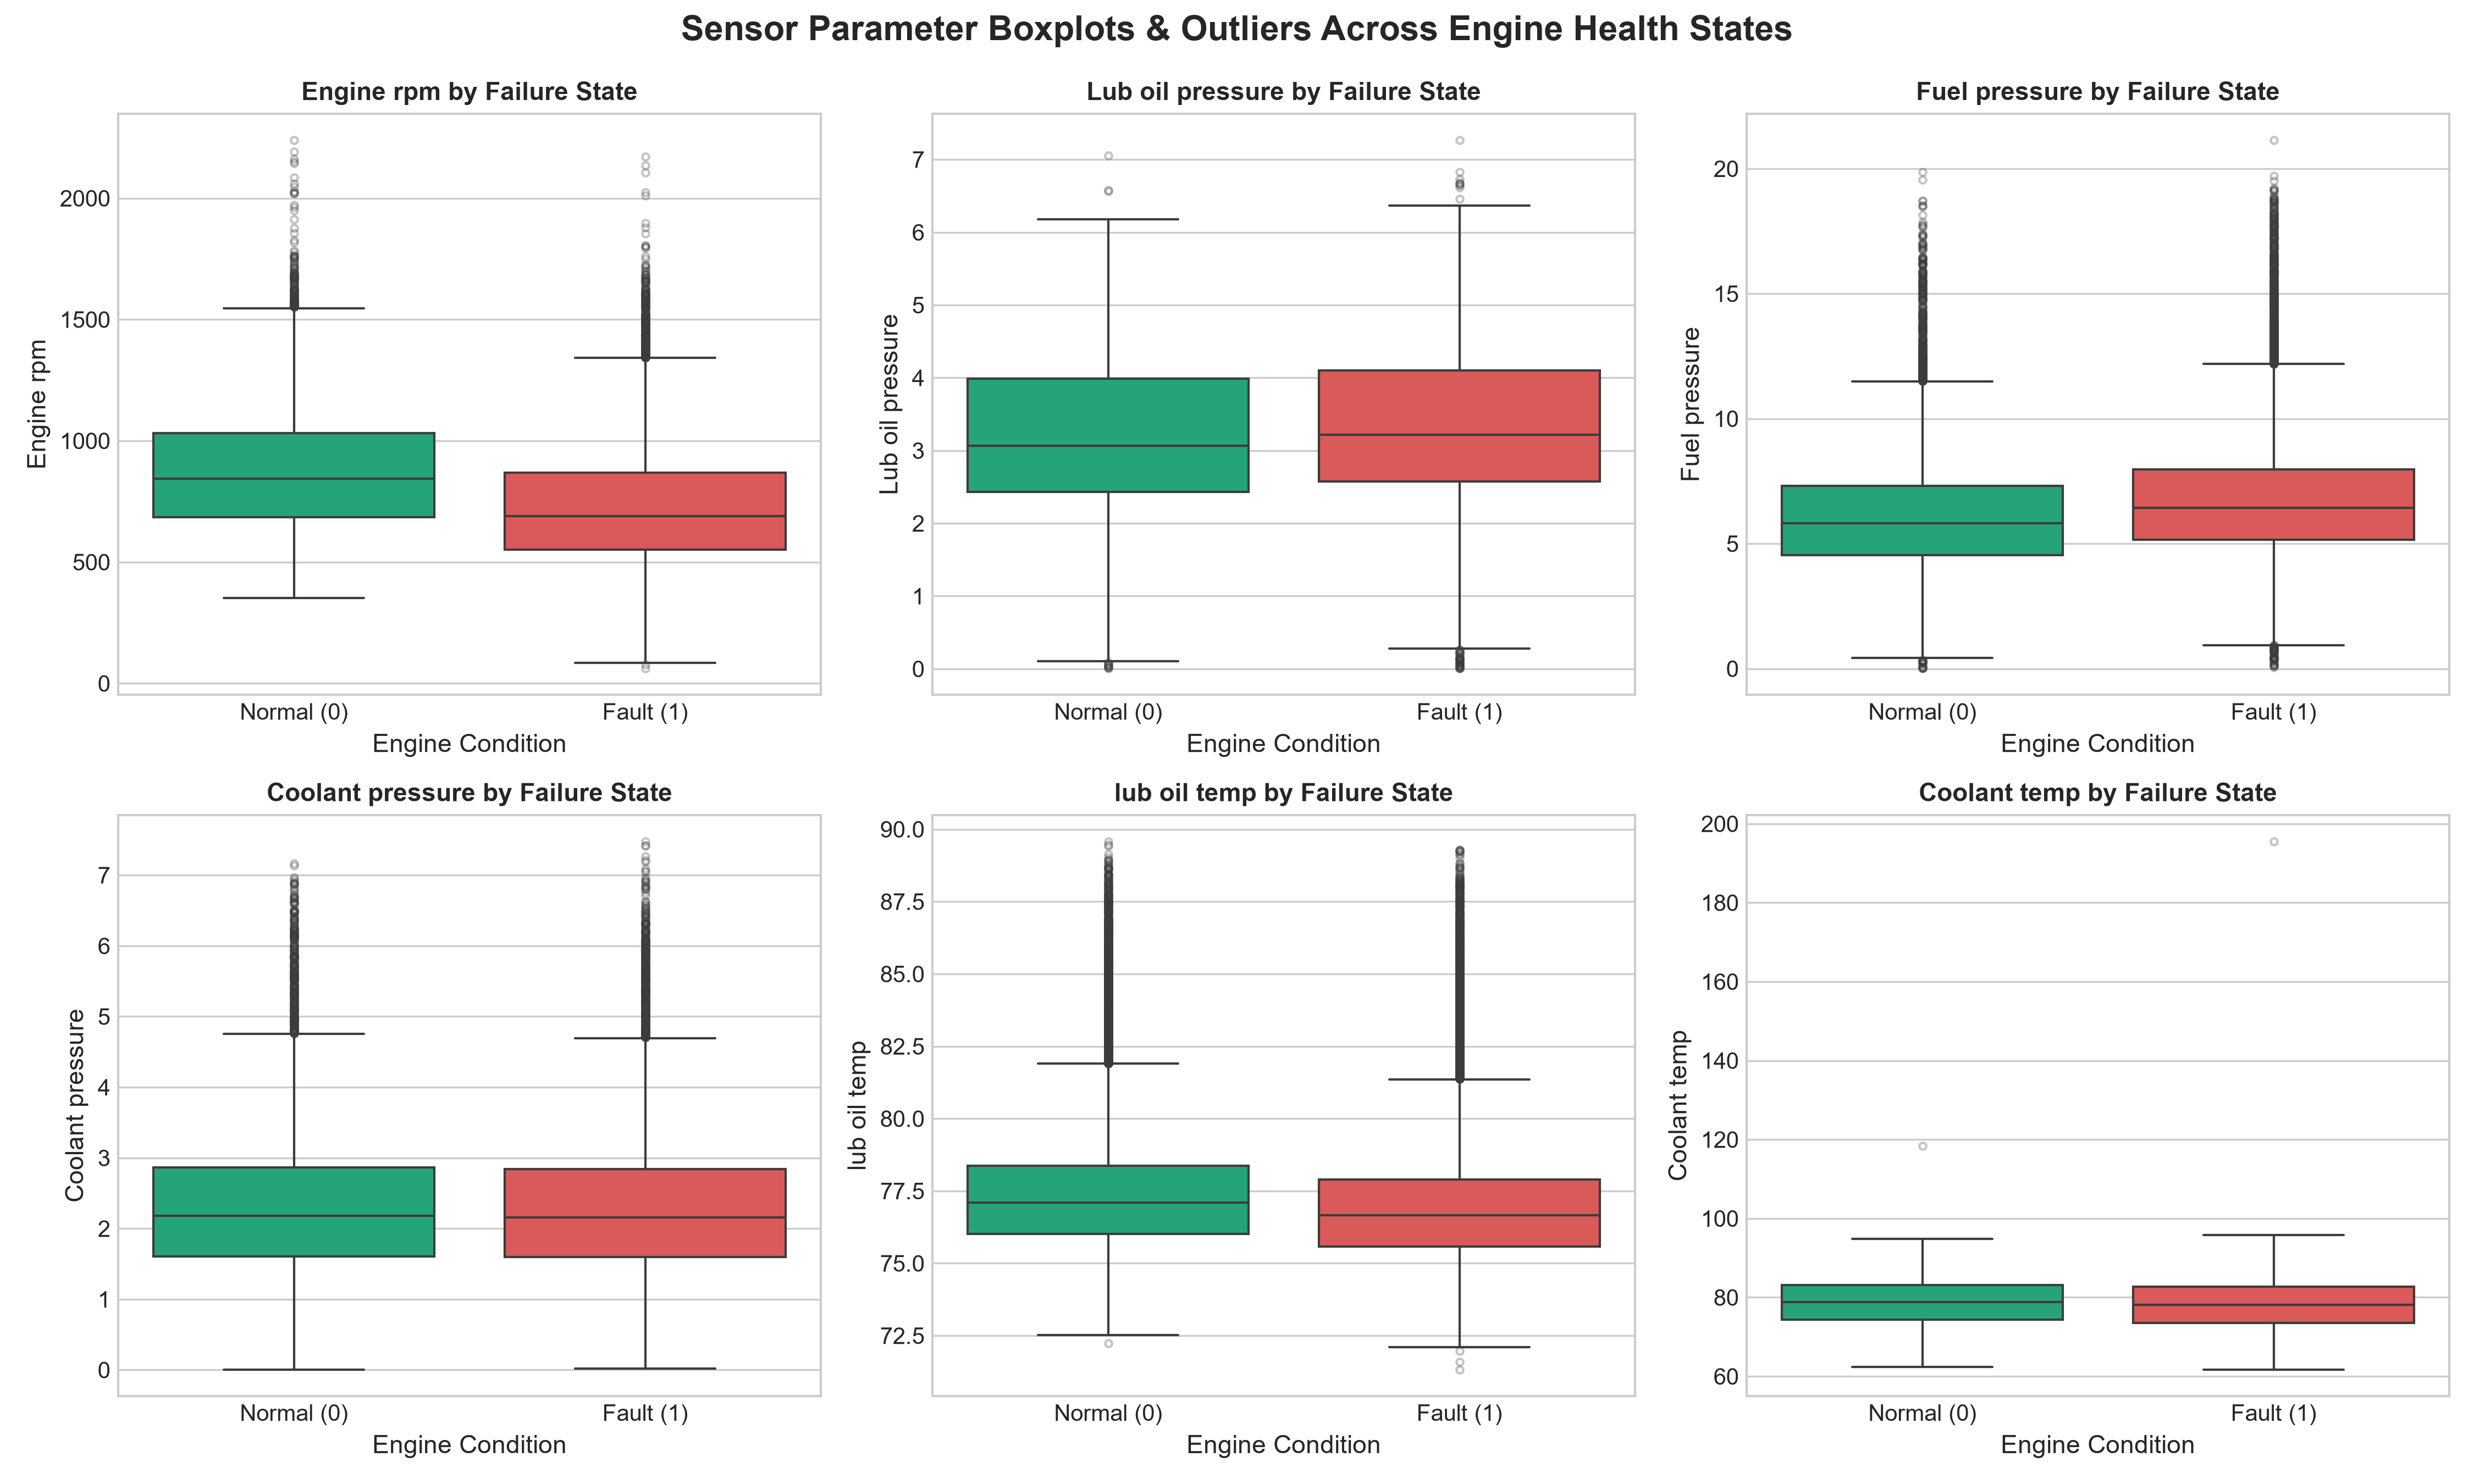 Sensor Parameter Boxplots & Outliers Across Engine Health States
Engine rpm by Failure State
Engine rpm
2000
1500
1000
500
0
Normal (0)
Fault (1)
Engine Condition
Lub oil pressure by Failure State
Lub oil pressure
7
6
5
4
3
2
1
0
Normal (0)
Fault (1)
Engine Condition
Fuel pressure by Failure State
Fuel pressure
20
15
10
5
0
Normal (0)
Fault (1)
Engine Condition
Coolant pressure by Failure State
Coolant pressure
7
6
5
4
3
2
1
0
Normal (0)
Fault (1)
Engine Condition
lub oil temp by Failure State
lub oil temp
90.0
87.5
85.0
82.5
80.0
77.5
75.0
72.5
Normal (0)
Fault (1)
Engine Condition
Coolant temp by Failure State
Coolant temp
200
180
160
140
120
100
80
60
Normal (0)
Fault (1)
Engine Condition